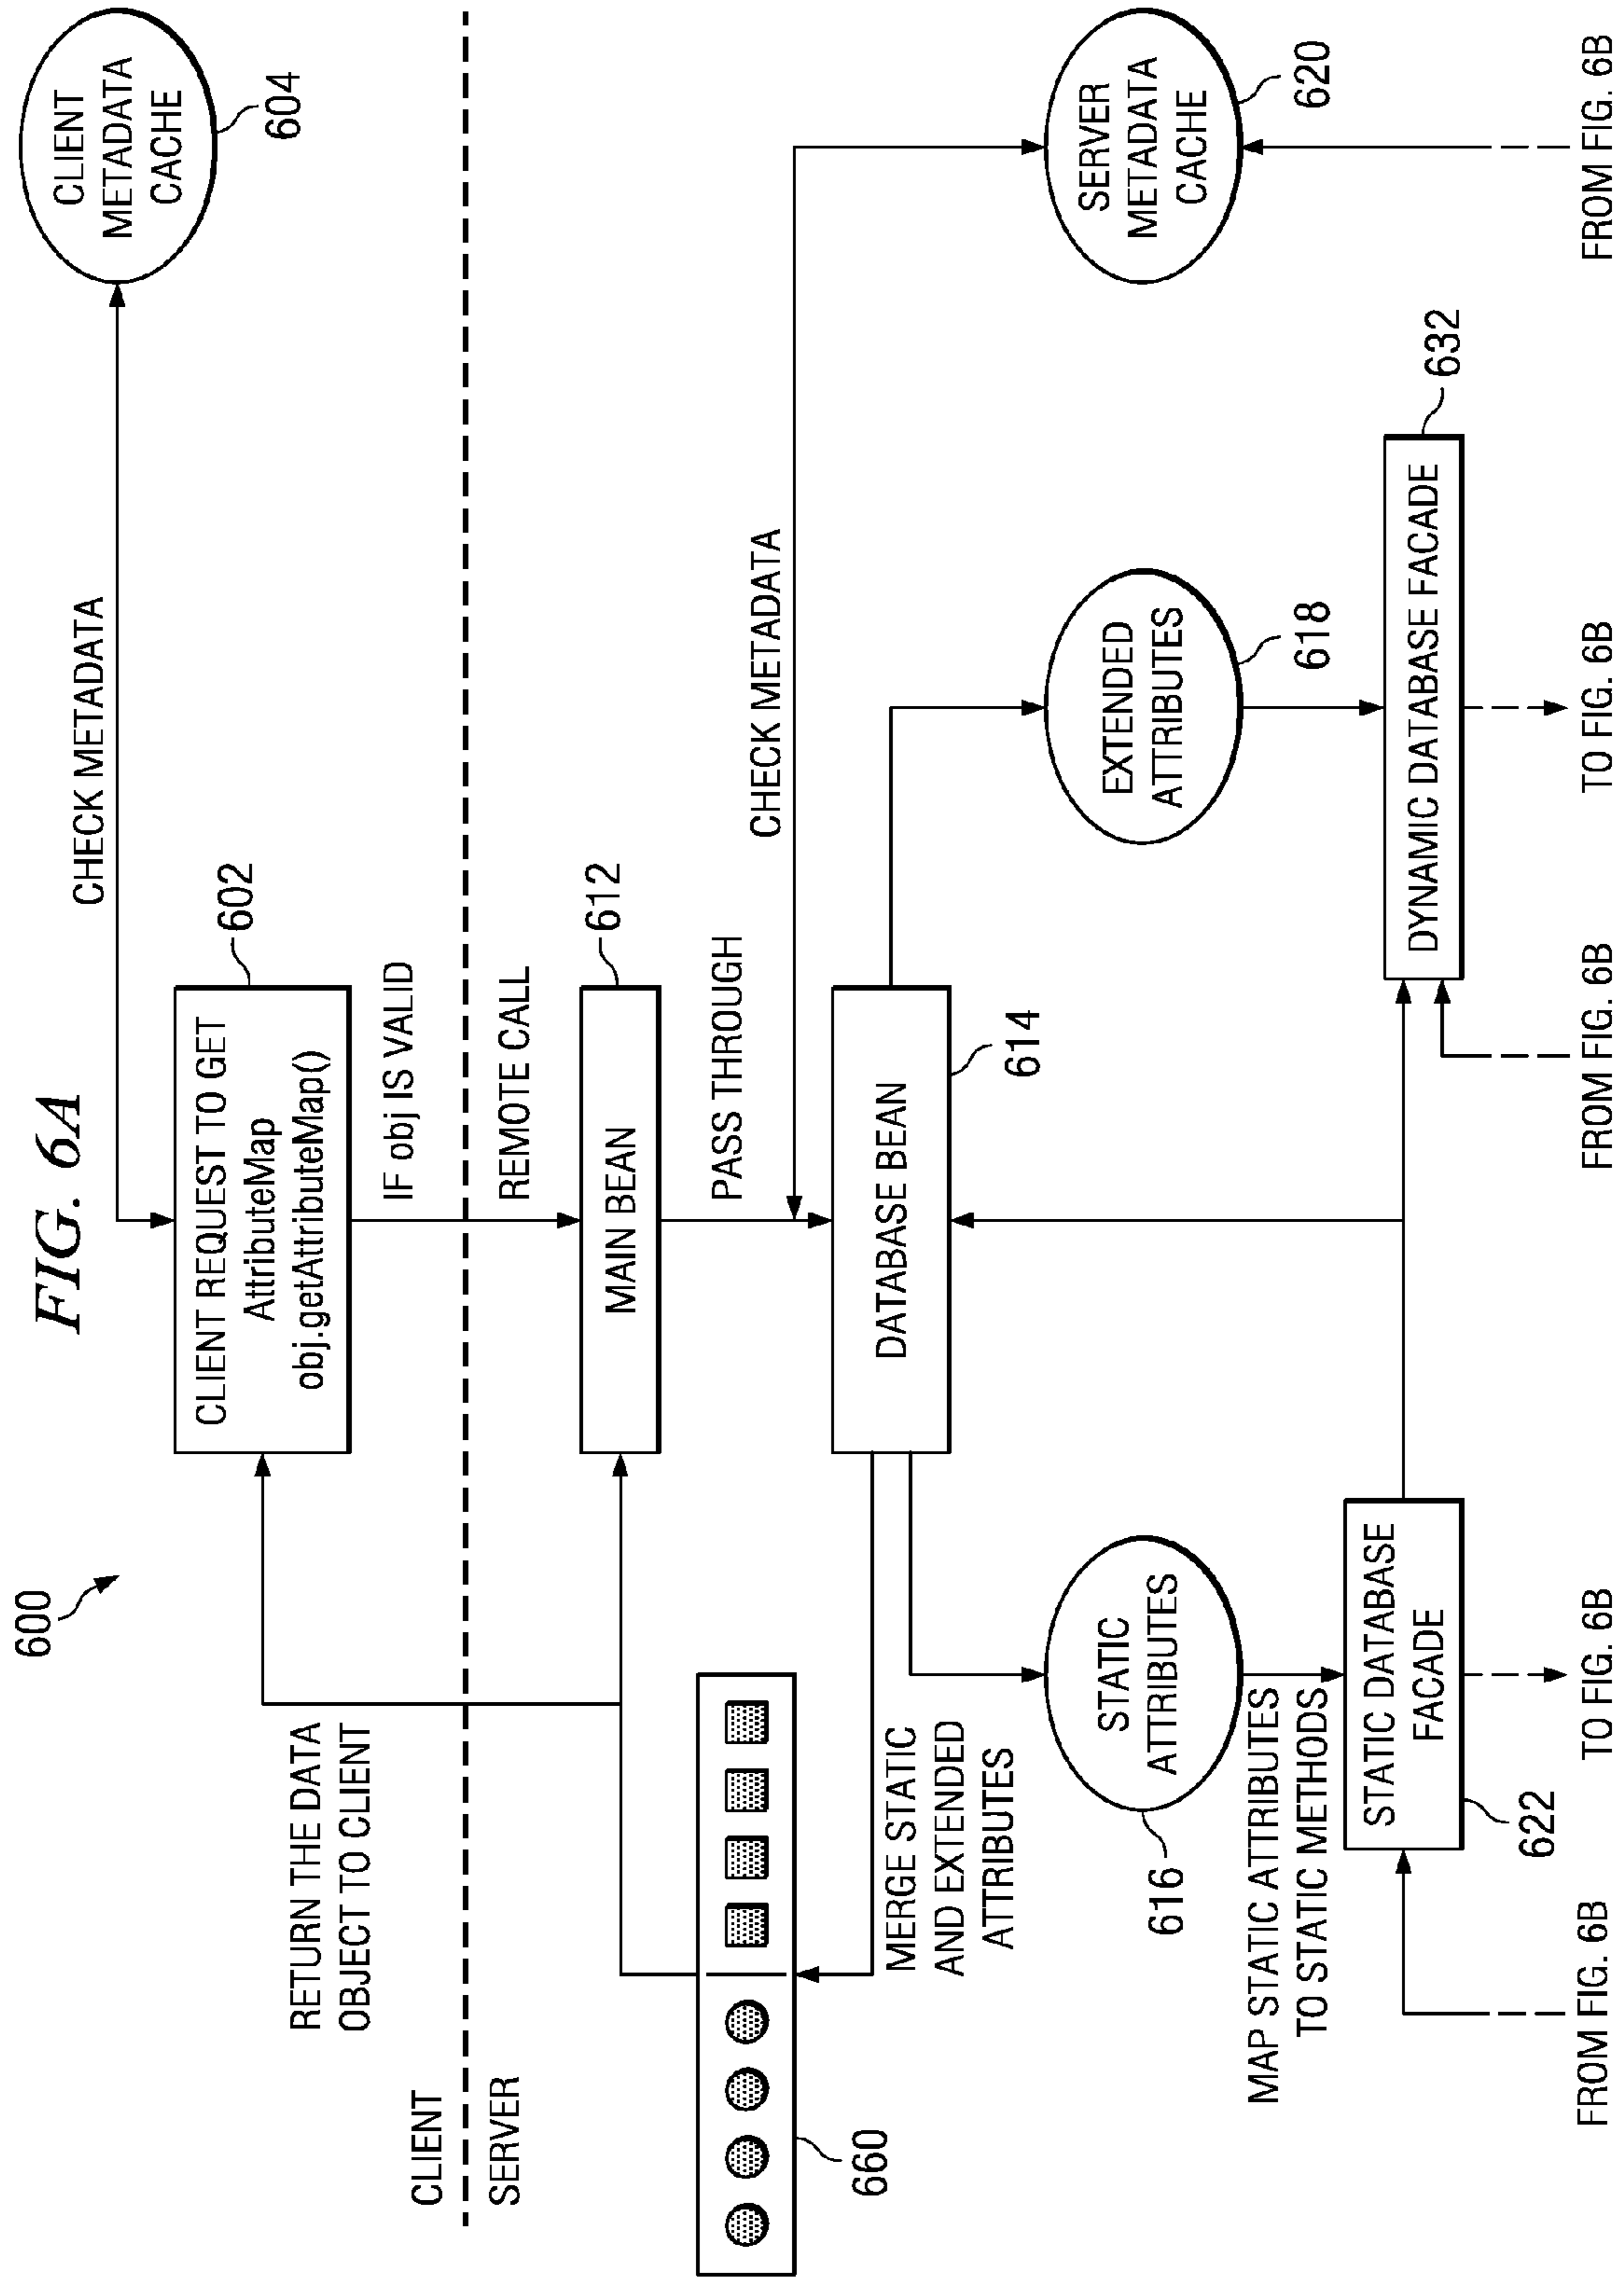 FIG. 6A
600
CHECK METADATA
CLIENT
METADATA
CACHE
604
CLIENT REQUEST TO GET
AttributeMap
obj.getAttributeMap()
602
RETURN THE DATA
OBJECT TO CLIENT
IF obj IS VALID
CLIENT
SERVER
REMOTE CALL
MAIN BEAN
612
PASS THROUGH
CHECK METADATA
660
DATABASE BEAN
614
MERGE STATIC
AND EXTENDED
ATTRIBUTES
STATIC
ATTRIBUTES
616
EXTENDED
ATTRIBUTES
618
SERVER
METADATA
CACHE
620
MAP STATIC ATTRIBUTES
TO STATIC METHODS
STATIC DATABASE
FACADE
622
DYNAMIC DATABASE FACADE
632
FROM FIG. 6B
TO FIG. 6B
FROM FIG. 6B
TO FIG. 6B
FROM FIG. 6B